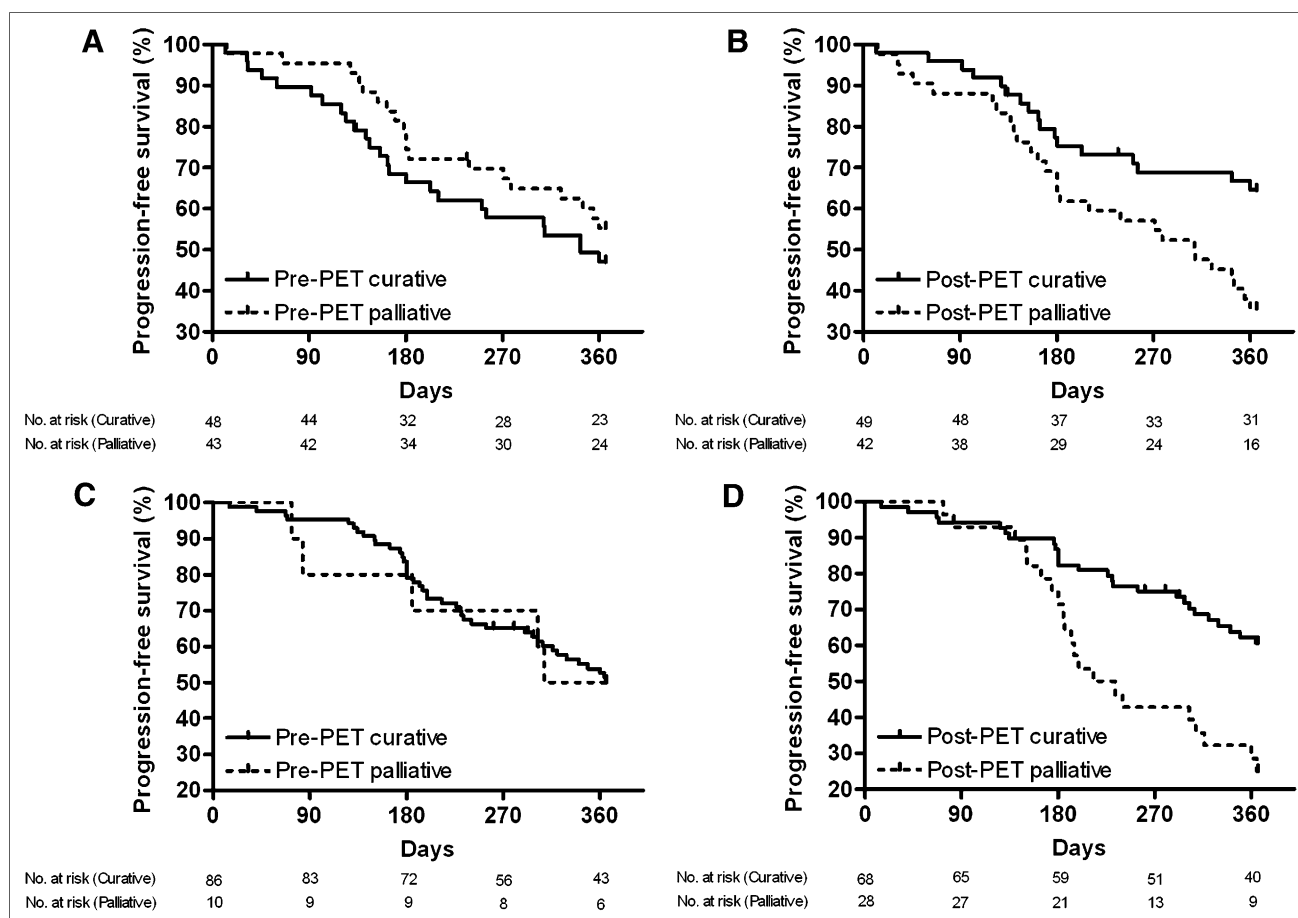 A
Progression-free survival (%)
100
90
80
70
60
50
40
30
Pre-PET curative
Pre-PET palliative
0 90 180 270 360
Days
No. at risk (Curative) 48 44 32 28 23
No. at risk (Palliative) 43 42 34 30 24
B
Progression-free survival (%)
100
90
80
70
60
50
40
30
Post-PET curative
Post-PET palliative
0 90 180 270 360
Days
No. at risk (Curative) 49 48 37 33 31
No. at risk (Palliative) 42 38 29 24 16
C
Progression-free survival (%)
100
90
80
70
60
50
40
30
20
Pre-PET curative
Pre-PET palliative
0 90 180 270 360
Days
No. at risk (Curative) 86 83 72 56 43
No. at risk (Palliative) 10 9 9 8 6
D
Progression-free survival (%)
100
90
80
70
60
50
40
30
20
Post-PET curative
Post-PET palliative
0 90 180 270 360
Days
No. at risk (Curative) 68 65 59 51 40
No. at risk (Palliative) 28 27 21 13 9